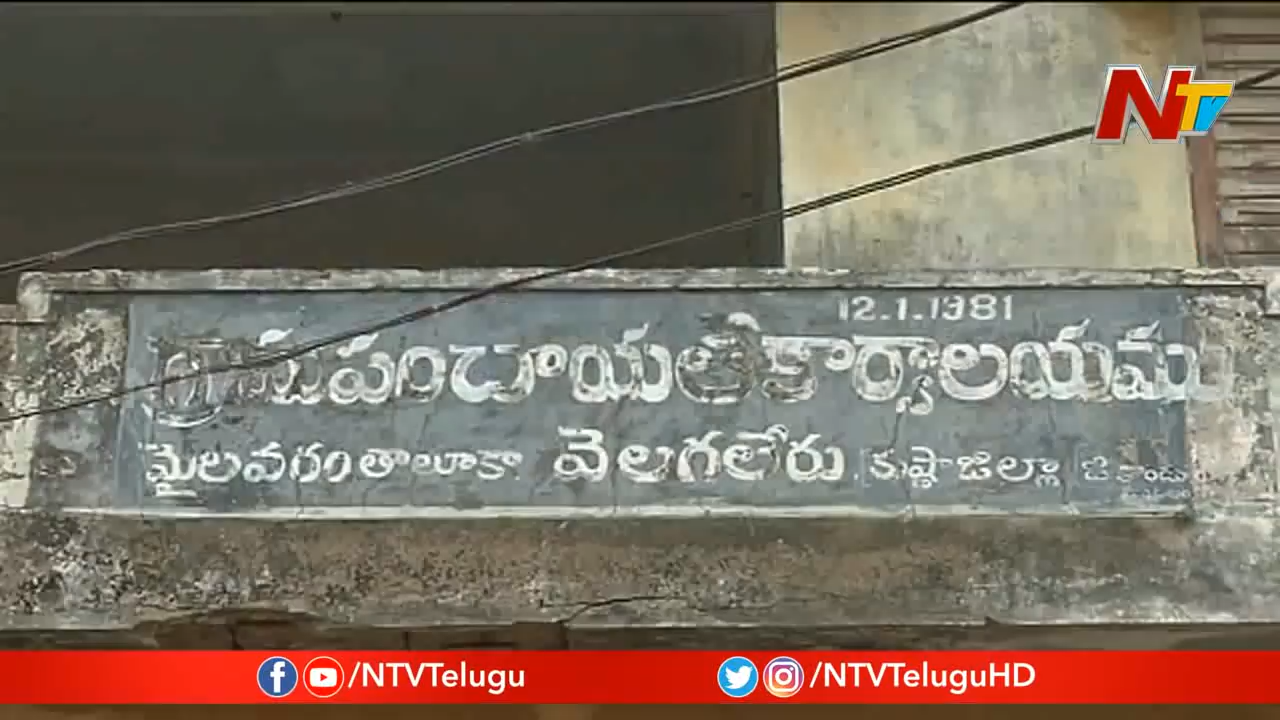 NTV
12.1.1981
గ్రామపంచాయతీకార్యాలయము
మైలవరంతాలూకా వెలగలేరు. కృష్ణాజిల్లా
/NTVTelugu /NTVTeluguHD